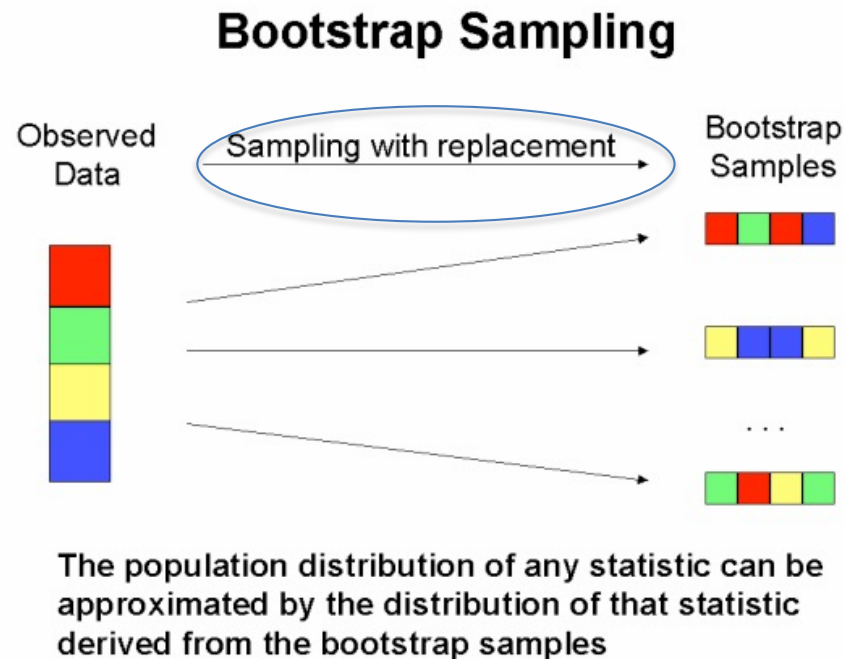 Bootstrap Sampling
Observed
Data
Sampling with replacement
Bootstrap
Samples
. . .
The population distribution of any statistic can be
approximated by the distribution of that statistic
derived from the bootstrap samples